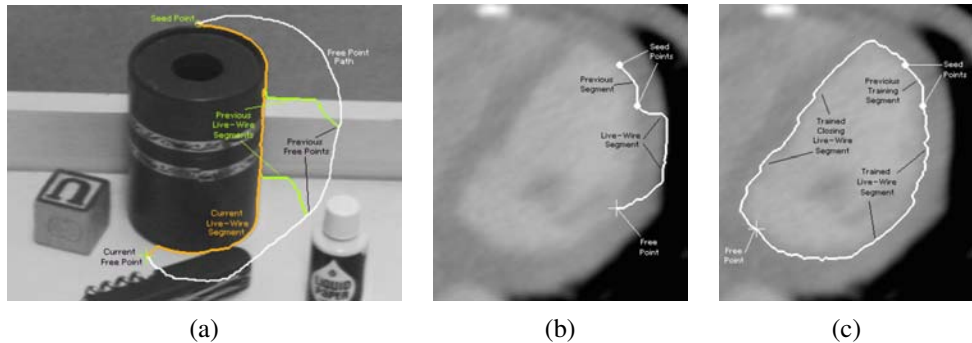 Seed Point
Free Point
Path
Previous
Live-Wire
Segments
Previous
Free Points
Current
Live-Wire
Segment
Current
Free Point
LIQUID
PAPER
(a)
Seed
Points
Previous
Segment
Live-Wire
Segment
Free
Point
(b)
Seed
Points
Previous
Training
Segment
Trained
Closing
Live-Wire
Segment
Trained
Live-Wire
Segment
Free
Point
(c)